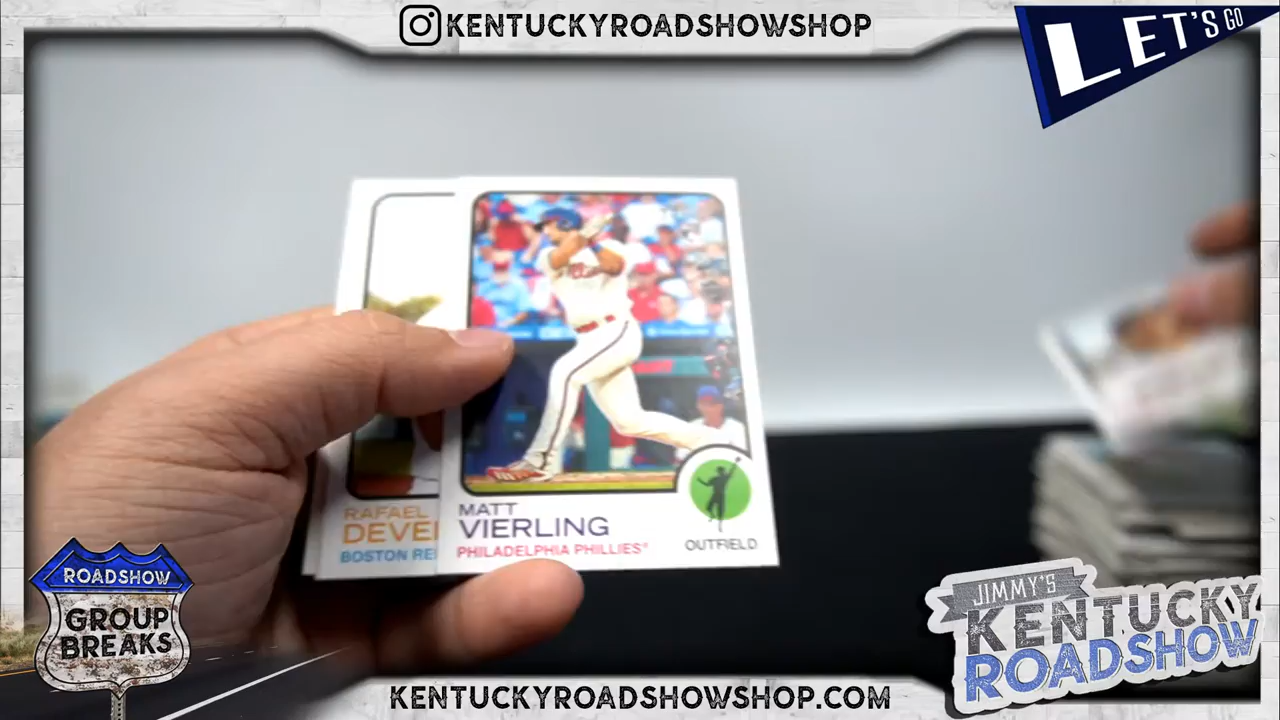 KENTUCKYROADSHOWSHOP
LET'S GO
RAFAEL
DEVE
BOSTON RE
MATT
VIERLING
PHILADELPHIA PHILLIES
OUTFIELD
ROADSHOW
GROUP
BREAKS
JIMMY'S
KENTUCKY
ROADSHOW
KENTUCKYROADSHOWSHOP.COM